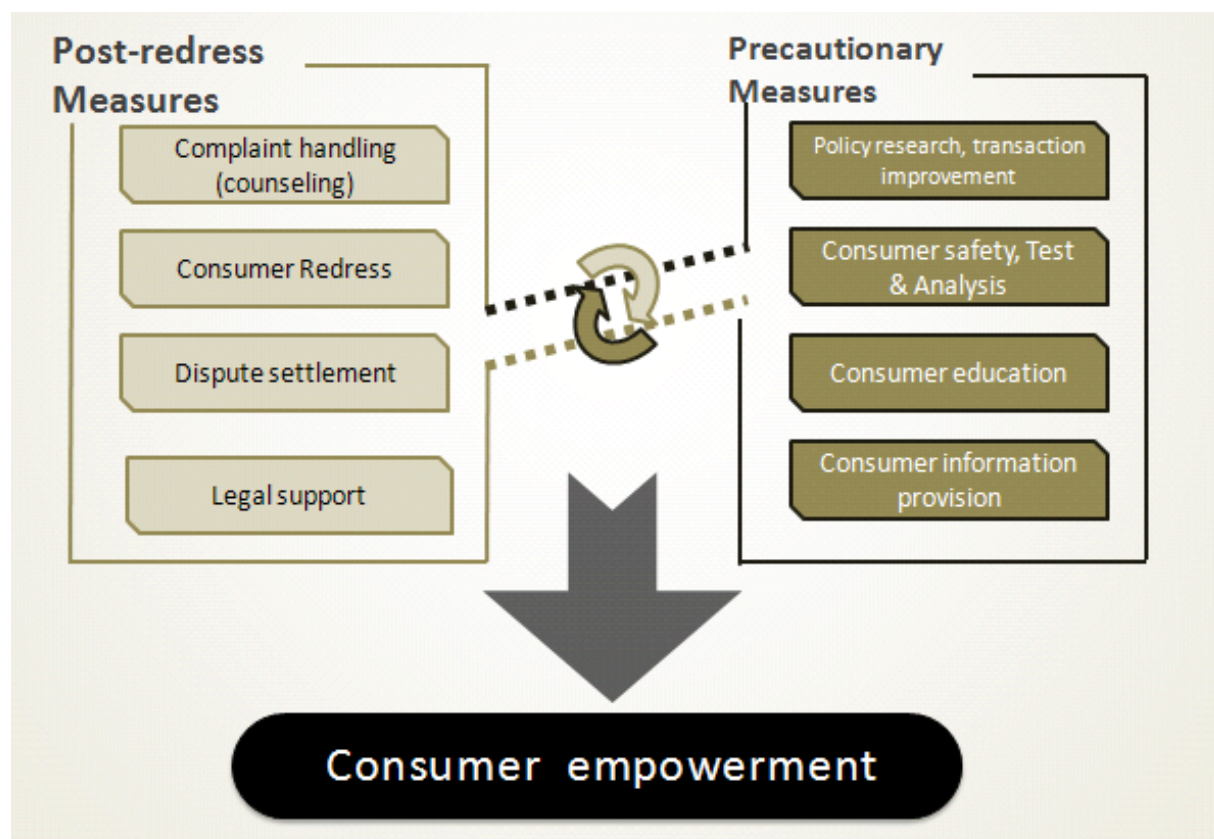 Post-redress
Measures
Complaint handling
(counseling)
Consumer Redress
Dispute settlement
Legal support
Precautionary
Measures
Policy research, transaction
improvement
Consumer safety, Test
& Analysis
Consumer education
Consumer information
provision
Consumer empowerment